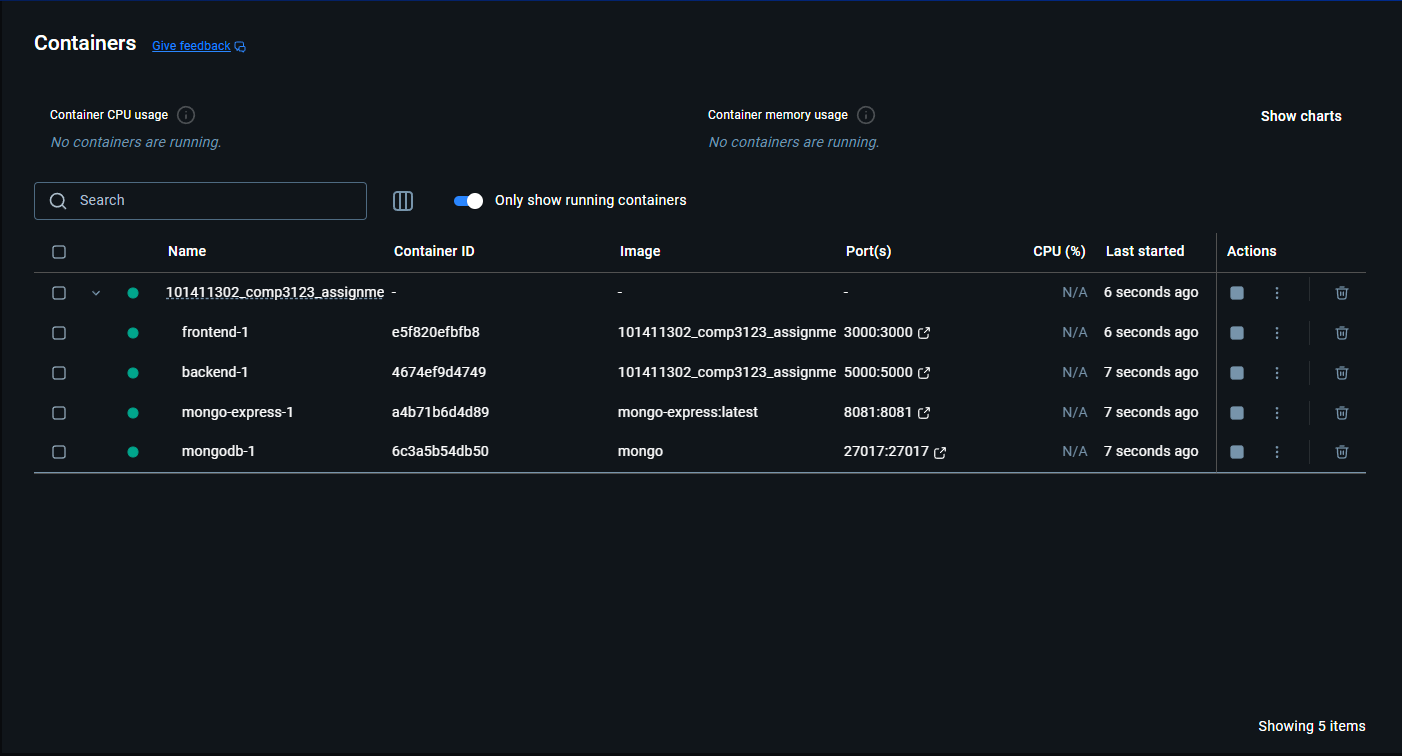 Containers Give feedback
Container CPU usage Container memory usage Show charts
No containers are running. No containers are running.
Search Only show running containers
Name Container ID Image Port(s) CPU (%) Last started Actions
101411302_comp3123_assignme - - - N/A 6 seconds ago
frontend-1 e5f820efbfb8 101411302_comp3123_assignme 3000:3000 N/A 6 seconds ago
backend-1 4674ef9d4749 101411302_comp3123_assignme 5000:5000 N/A 7 seconds ago
mongo-express-1 a4b71b6d4d89 mongo-express:latest 8081:8081 N/A 7 seconds ago
mongodb-1 6c3a5b54db50 mongo 27017:27017 N/A 7 seconds ago
Showing 5 items